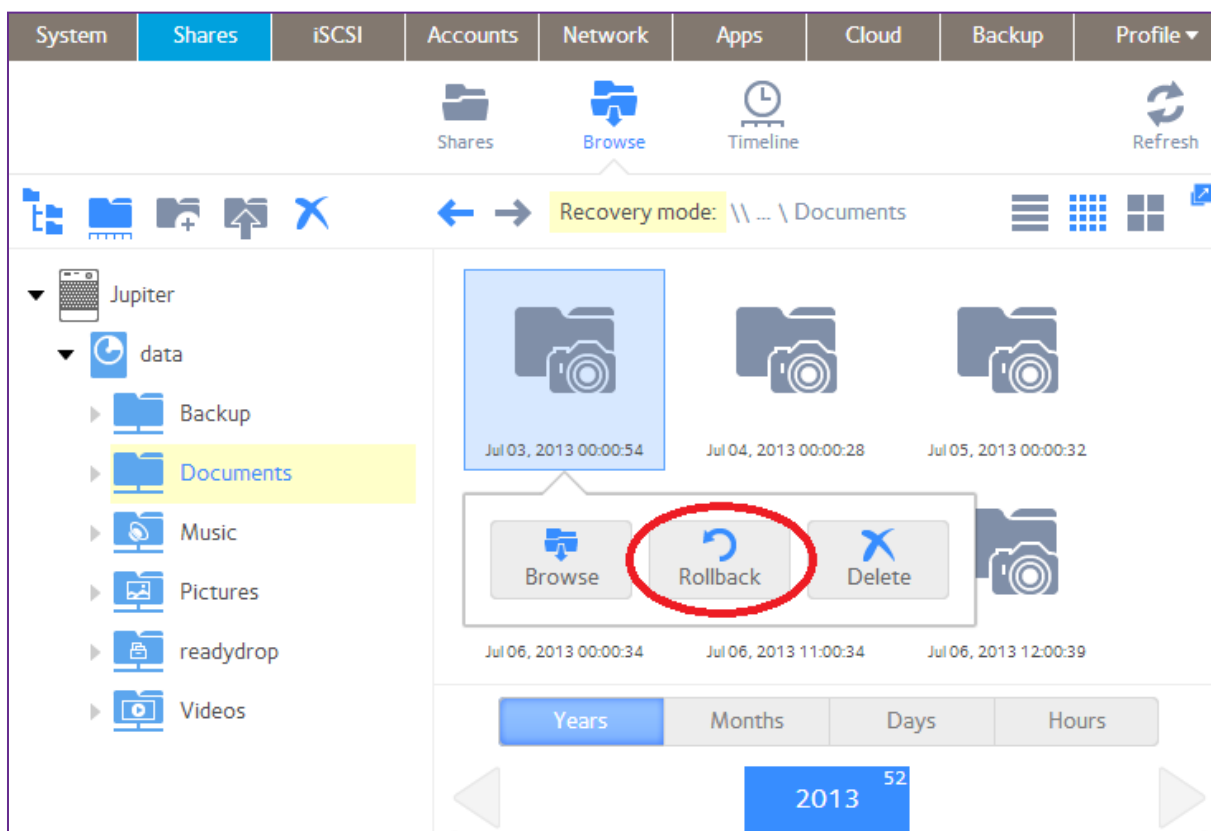 System Shares iSCSI Accounts Network Apps Cloud Backup Profile
Shares Browse Timeline Refresh
Recovery mode: \\ ... \ Documents
Jupiter
data
Backup
Documents
Music
Pictures
readydrop
Videos
Jul 03, 2013 00:00:54 Jul 04, 2013 00:00:28 Jul 05, 2013 00:00:32
Browse Rollback Delete
Jul 06, 2013 00:00:34 Jul 06, 2013 11:00:34 Jul 06, 2013 12:00:39
Years Months Days Hours
2013 52